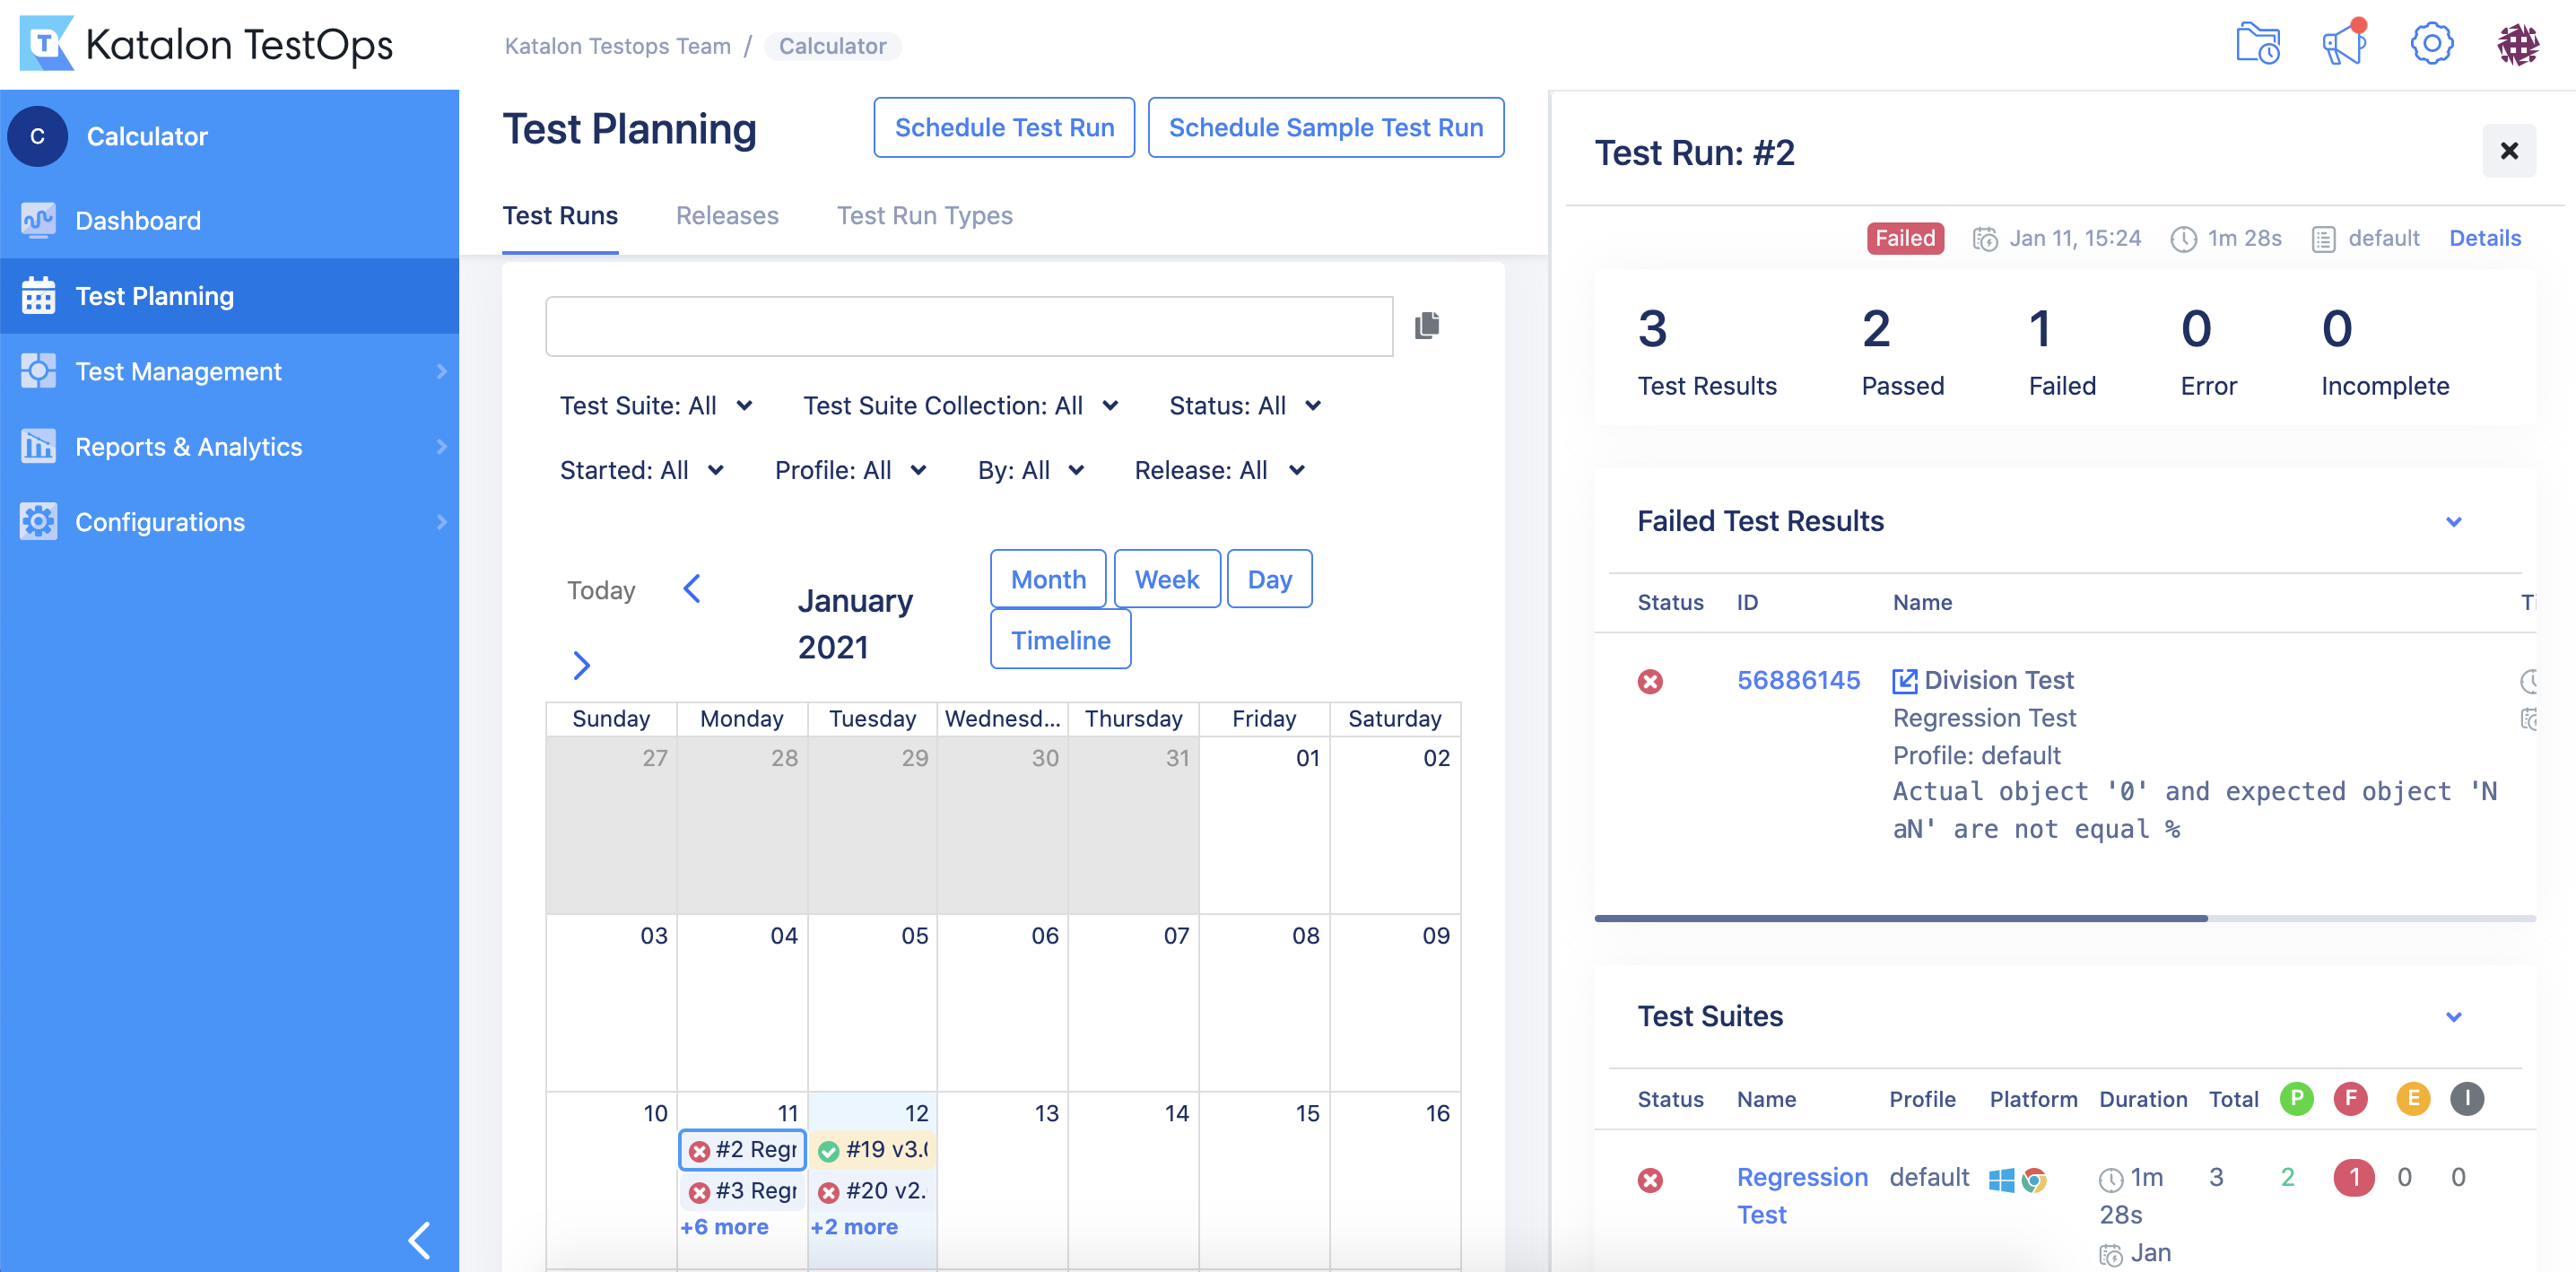 Katalon TestOps
Katalon Testops Team / Calculator
C Calculator
Dashboard
Test Planning
Test Management
Reports & Analytics
Configurations
Test Planning
Schedule Test Run
Schedule Sample Test Run
Test Runs
Releases
Test Run Types
Test Suite: All
Test Suite Collection: All
Status: All
Started: All
Profile: All
By: All
Release: All
Today
January
2021
Month
Week
Day
Timeline
Sunday Monday Tuesday Wednesd... Thursday Friday Saturday
27 28 29 30 31 01 02
03 04 05 06 07 08 09
10 11 12 13 14 15 16
#2 Regr #19 v3.0
#3 Regr #20 v2.
+6 more +2 more
Test Run: #2
Failed Jan 11, 15:24 1m 28s default Details
3 2 1 0 0
Test Results Passed Failed Error Incomplete
Failed Test Results
Status ID Name Ti
56886145 Division Test
Regression Test
Profile: default
Actual object '0' and expected object 'N
aN' are not equal %
Test Suites
Status Name Profile Platform Duration Total P F E I
Regression default 1m 3 2 1 0 0
Test 28s
Jan